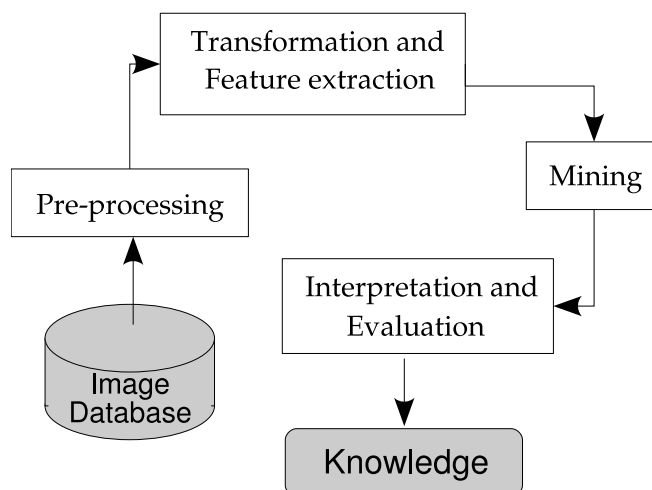 Transformation and
Feature extraction
Mining
Pre-processing
Interpretation and
Evaluation
Image
Database
Knowledge